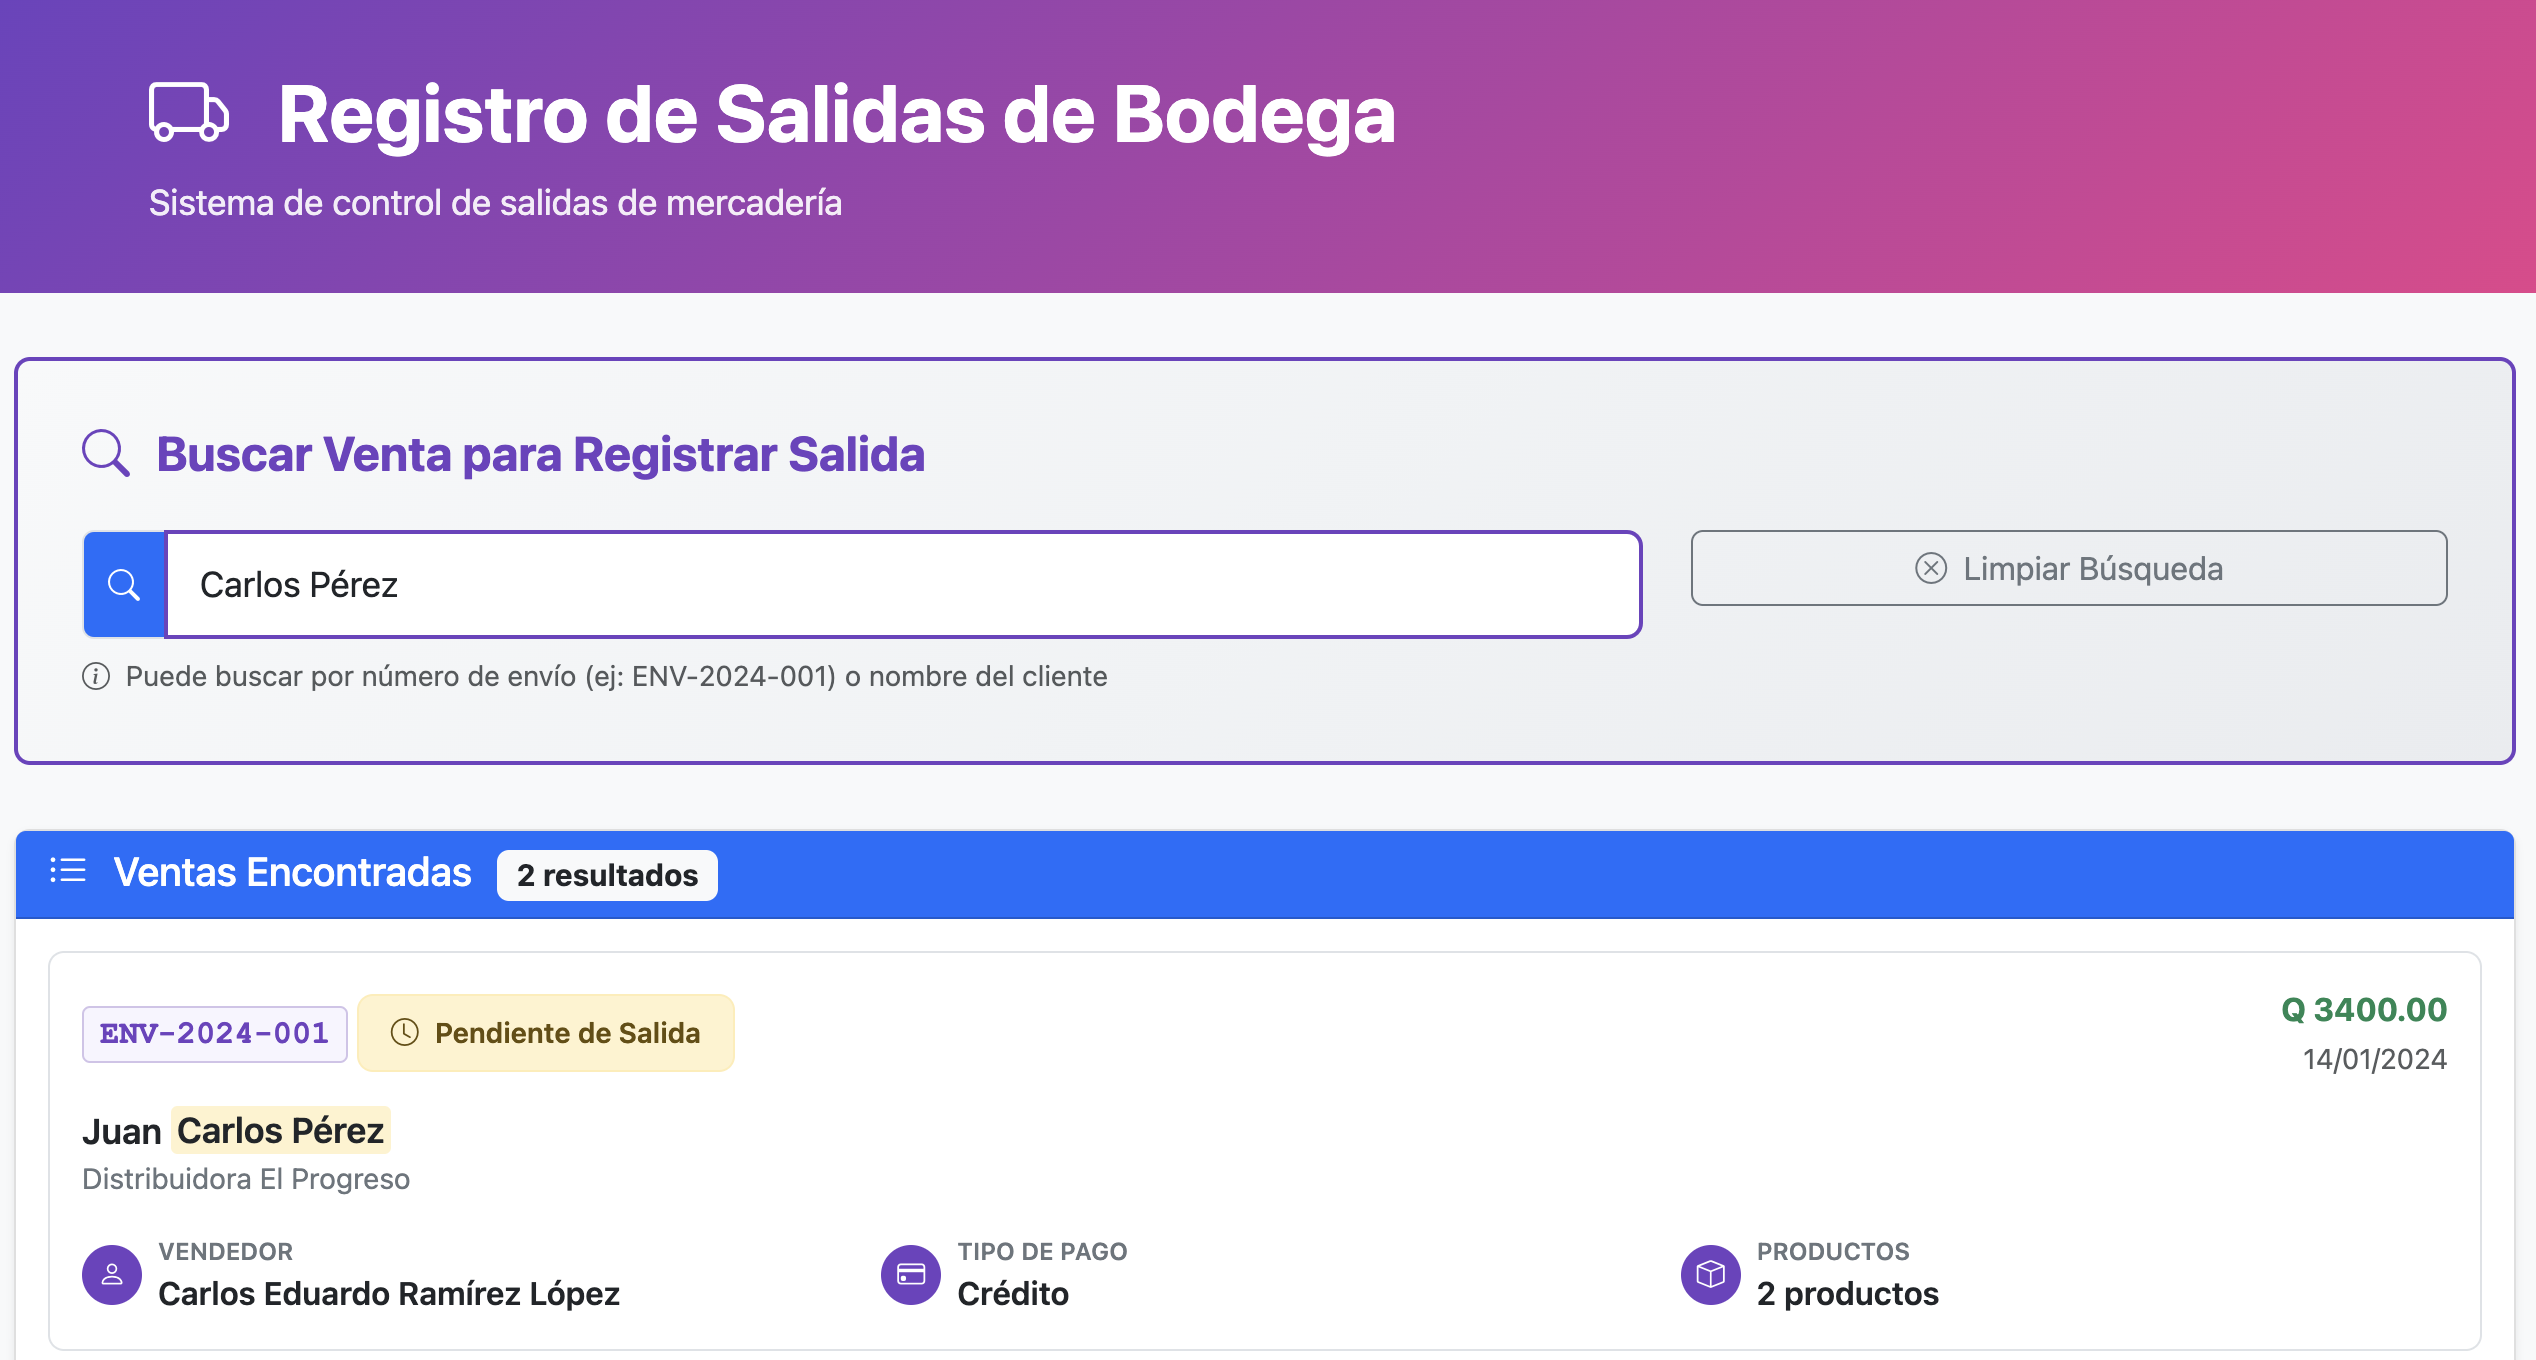 Registro de Salidas de Bodega
Sistema de control de salidas de mercadería
Buscar Venta para Registrar Salida
Carlos Pérez
Limpiar Búsqueda
Puede buscar por número de envío (ej: ENV-2024-001) o nombre del cliente
Ventas Encontradas 2 resultados
ENV-2024-001 Pendiente de Salida
Q 3400.00
14/01/2024
Juan Carlos Pérez
Distribuidora El Progreso
VENDEDOR
Carlos Eduardo Ramírez López
TIPO DE PAGO
Crédito
PRODUCTOS
2 productos